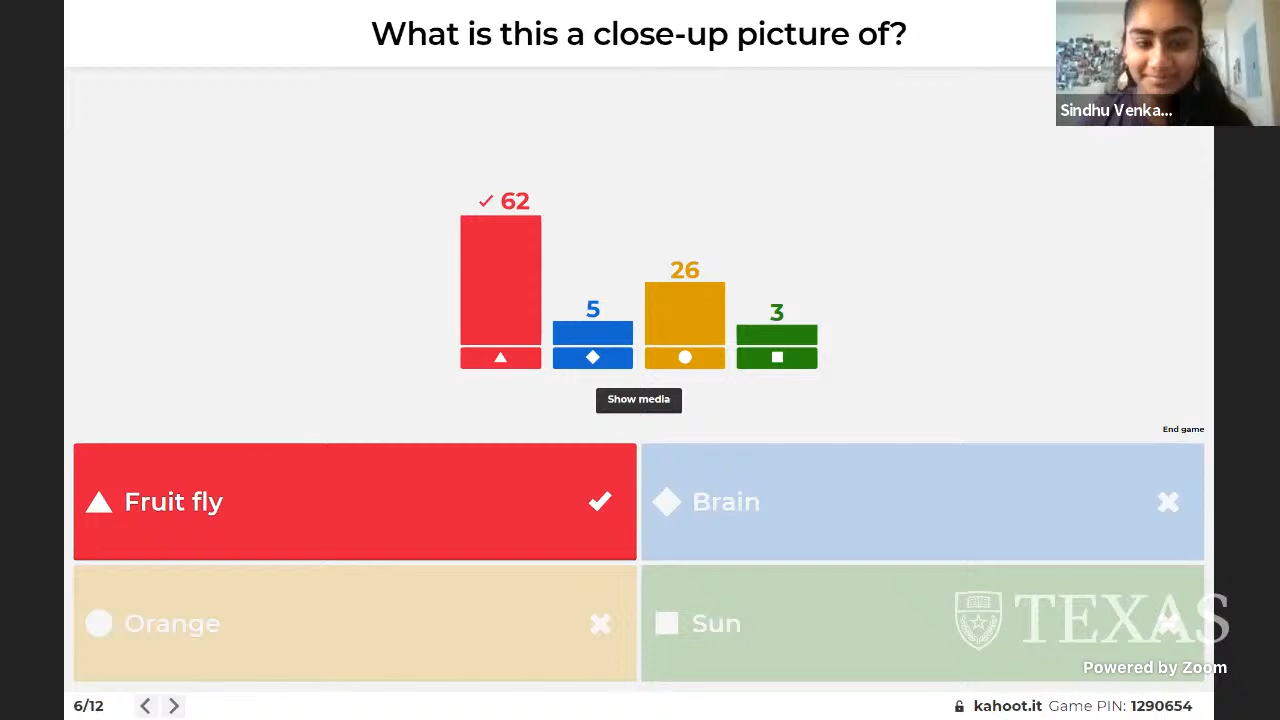 What is this a close-up picture of?
Sindhu Venka...
62
5
26
3
Show media
End game
Fruit fly
Brain
Orange
Sun
TEXAS
Powered by Zoom
6/12
kahoot.it Game PIN: 1290654